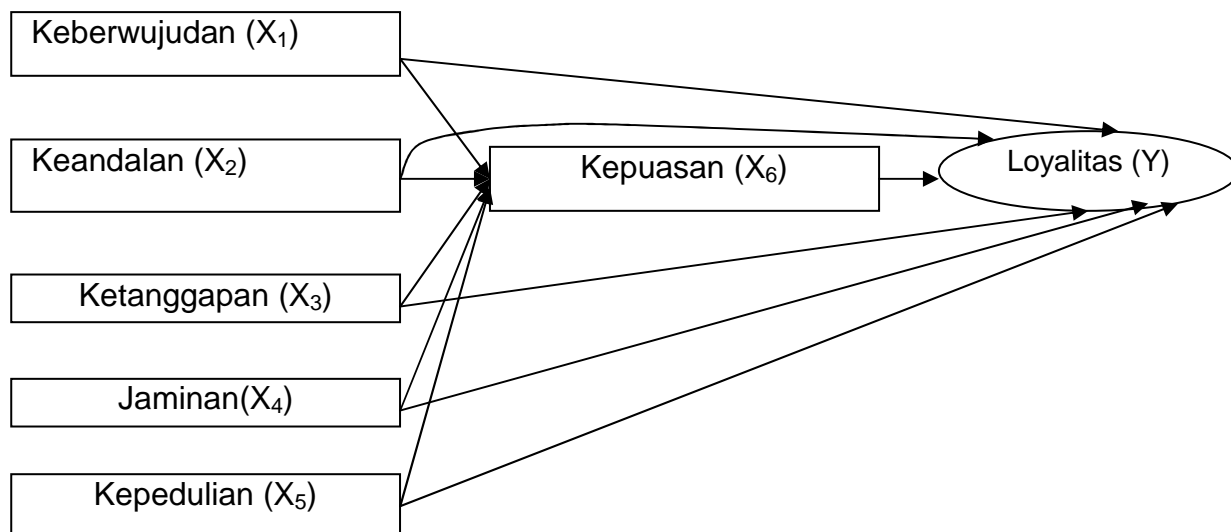 Keberwujudan (X₁)
Keandalan (X₂)
Kepuasan (X₆)
Loyalitas (Y)
Ketanggapan (X₃)
Jaminan(X₄)
Kepedulian (X₅)